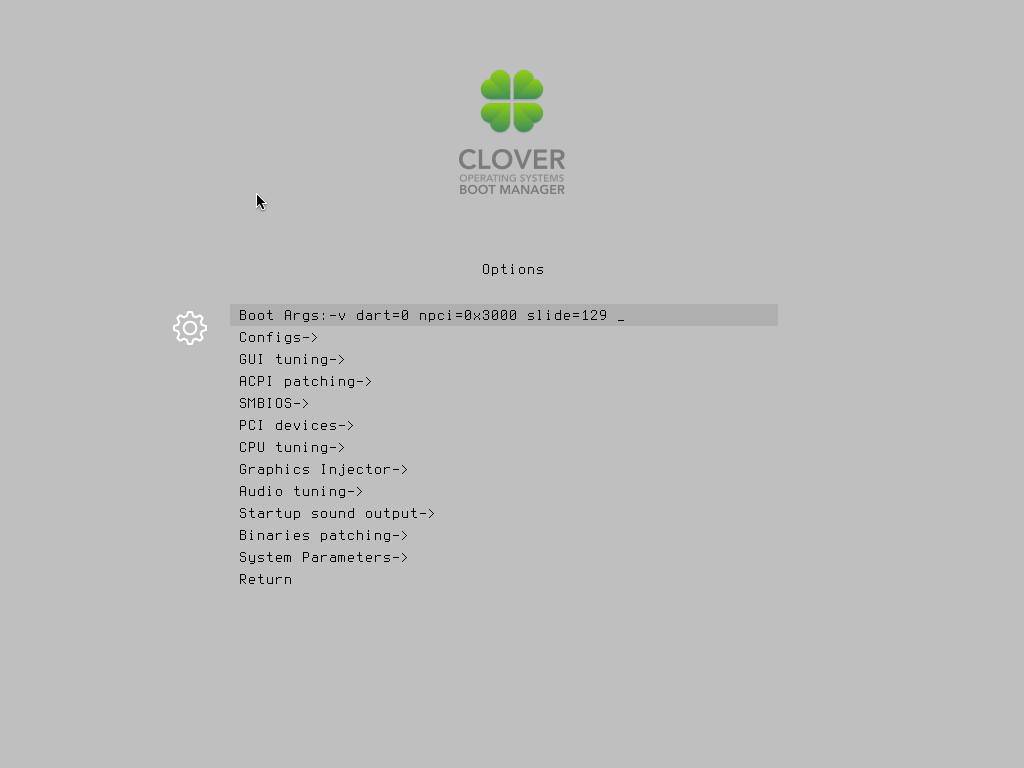 CLOVER
OPERATING SYSTEMS
BOOT MANAGER
Options
Boot Args:-v dart=0 npci=0x3000 slide=129 _
Configs->
GUI tuning->
ACPI patching->
SMBIOS->
PCI devices->
CPU tuning->
Graphics Injector->
Audio tuning->
Startup sound output->
Binaries patching->
System Parameters->
Return